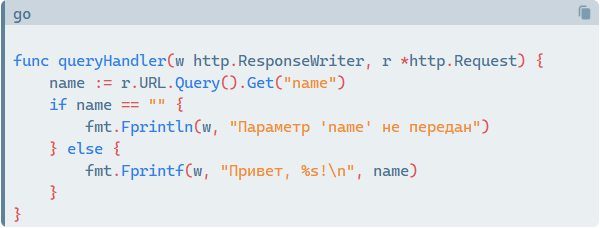 go
func queryHandler(w http.ResponseWriter, r *http.Request) {
    name := r.URL.Query().Get("name")
    if name == "" {
        fmt.Fprintln(w, "Параметр 'name' не передан")
    } else {
        fmt.Fprintf(w, "Привет, %s!\n", name)
    }
}